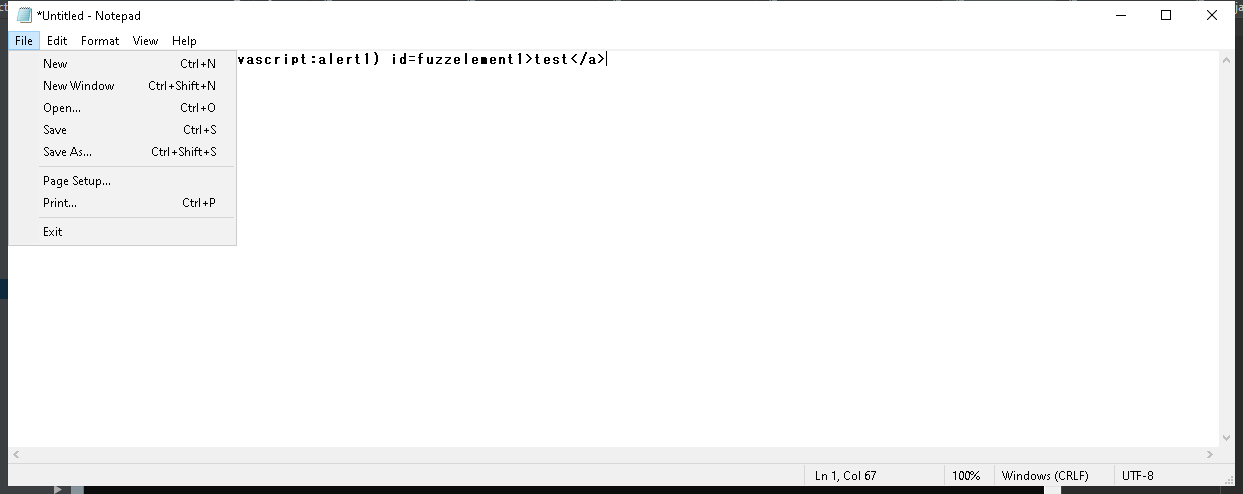 *Untitled - Notepad
File Edit Format View Help
vascript:alert1) id=fuzzelement1>test</a>
New Ctrl+N
New Window Ctrl+Shift+N
Open... Ctrl+O
Save Ctrl+S
Save As... Ctrl+Shift+S
Page Setup...
Print... Ctrl+P
Exit
Ln 1, Col 67 100% Windows (CRLF) UTF-8